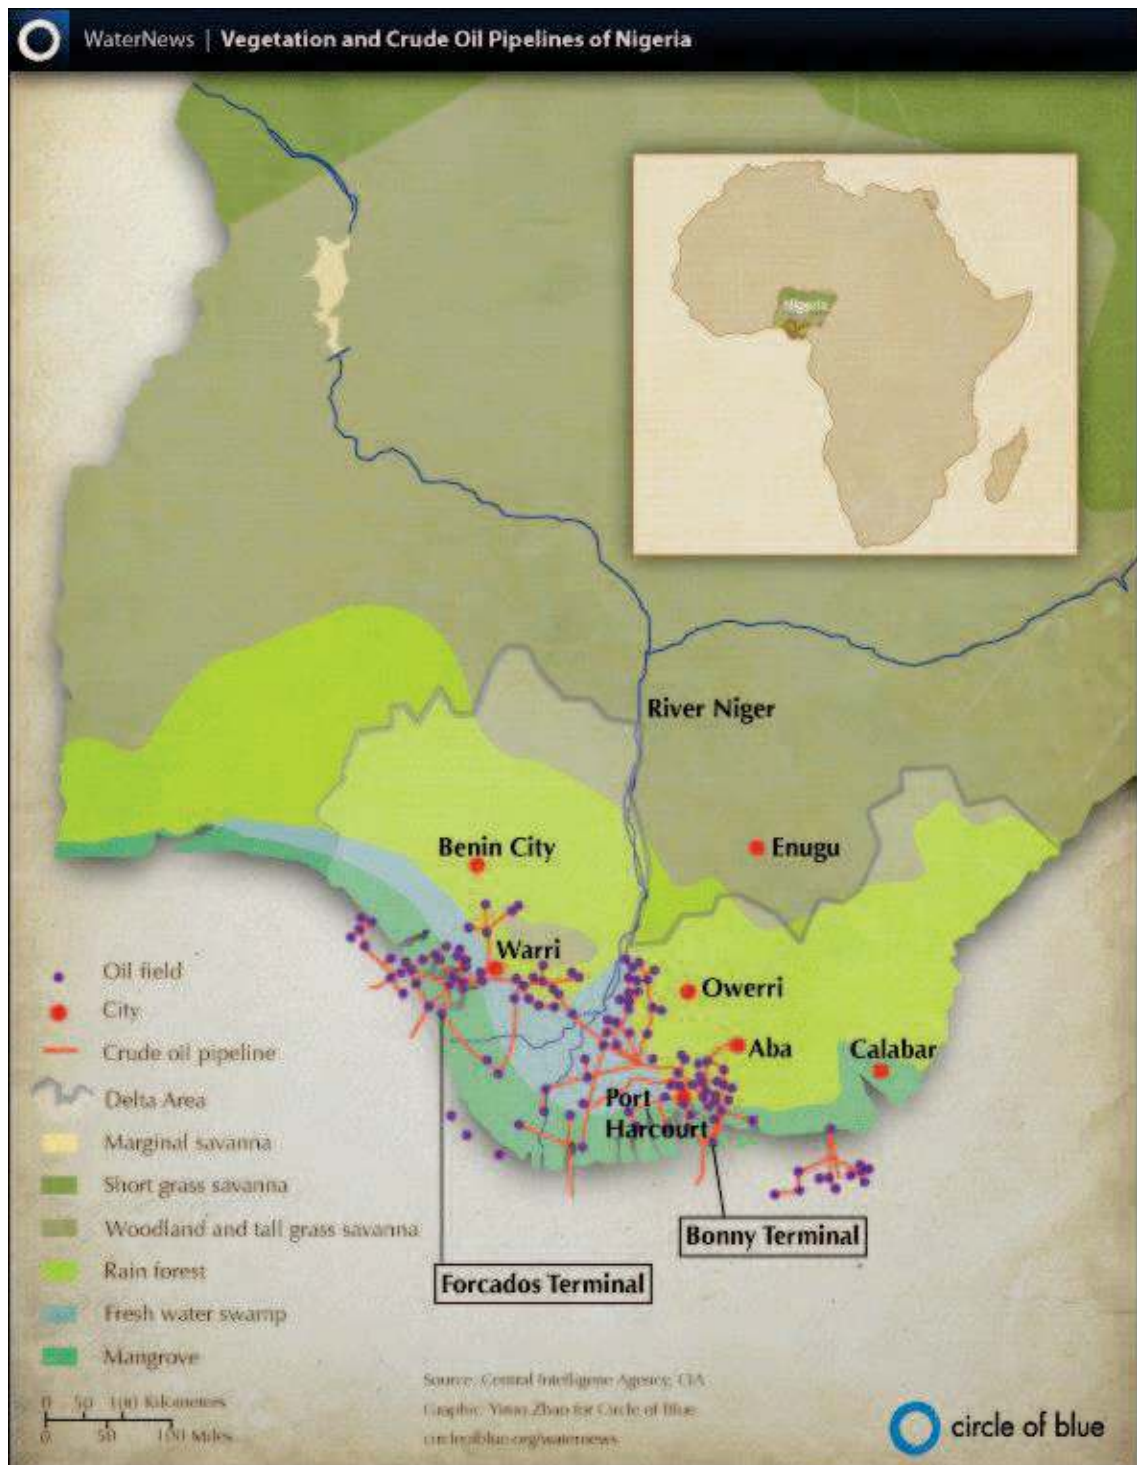 WaterNews | Vegetation and Crude Oil Pipelines of Nigeria
Nigeria
River Niger
Benin City
Enugu
Warri
Owerri
Aba
Calabar
Port
Harcourt
Bonny Terminal
Forcados Terminal
Oil field
City
Crude oil pipeline
Delta Area
Marginal savanna
Short grass savanna
Woodland and tall grass savanna
Rain forest
Fresh water swamp
Mangrove
0 50 100 Kilometres
0 50 100 Miles
Source: Central Intelligene Agency, CIA
Graphic: Yimo Zhao for Circle of Blue
circleofblue.org/waternews
circle of blue